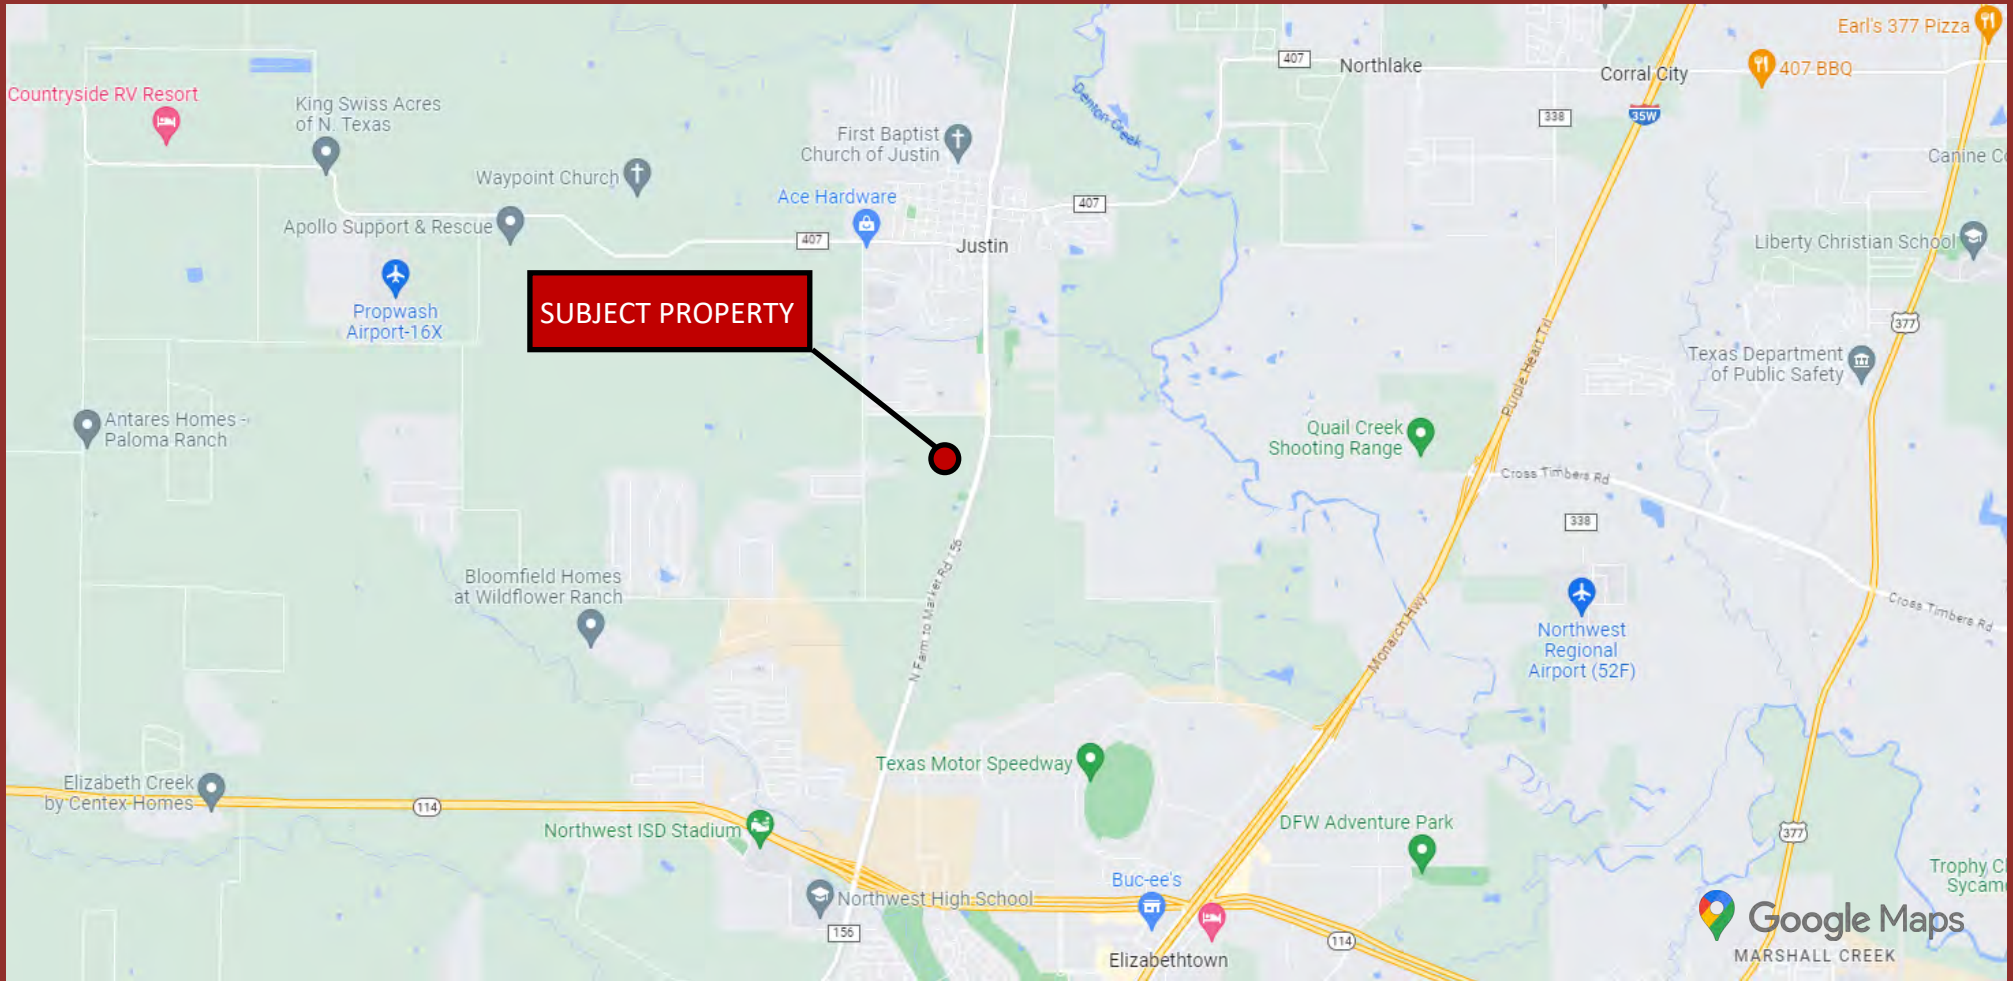 Earl's 377 Pizza
407
Northlake
Corral City
407 BBQ
Countryside RV Resort
King Swiss Acres
of N. Texas
Denton Creek
338
35W
First Baptist
Church of Justin
Canine
Waypoint Church
Ace Hardware
407
Apollo Support & Rescue
407
Justin
Liberty Christian School
SUBJECT PROPERTY
Propwash
Airport-16X
377
Purple Heart Trl
Texas Department
of Public Safety
Antares Homes -
Paloma Ranch
Quail Creek
Shooting Range
Cross Timbers Rd
338
N Farm to Market Rd 156
Bloomfield Homes
at Wildflower Ranch
Monarch Hwy
Cross Timbers Rd
Northwest
Regional
Airport (52F)
Texas Motor Speedway
Elizabeth Creek
by Centex Homes
114
Northwest ISD Stadium
DFW Adventure Park
377
Trophy
Buc-ee's
Northwest High School
Google Maps
156
114
Elizabethtown
MARSHALL CREEK